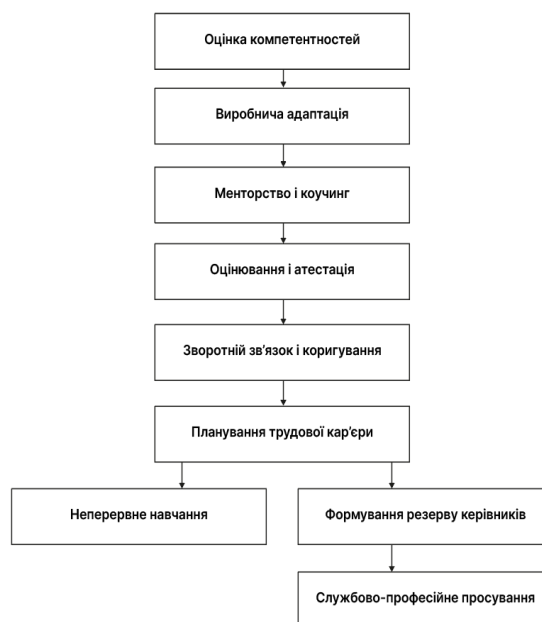 Оцінка компетентностей
Виробнича адаптація
Менторство і коучинг
Оцінювання і атестація
Зворотній зв'язок і коригування
Планування трудової кар'єри
Неперервне навчання
Формування резерву керівників
Службово-професійне просування